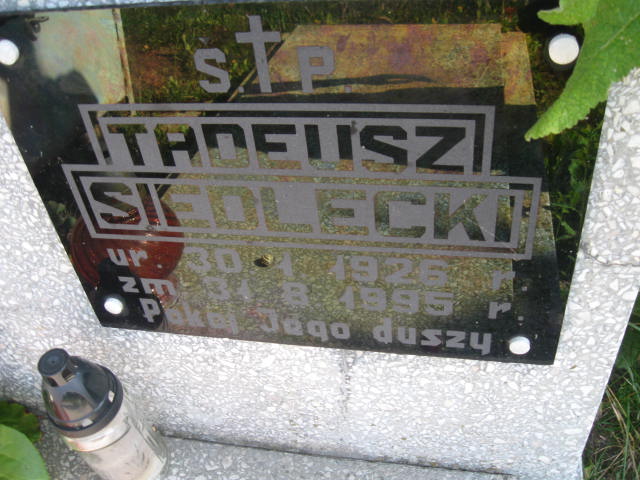 Ś.†P.
TADEUSZ
SIEDLECKI
ur. 30 1 1926 r.
zm. 31 8 1995 r.
Pokój Jego duszy